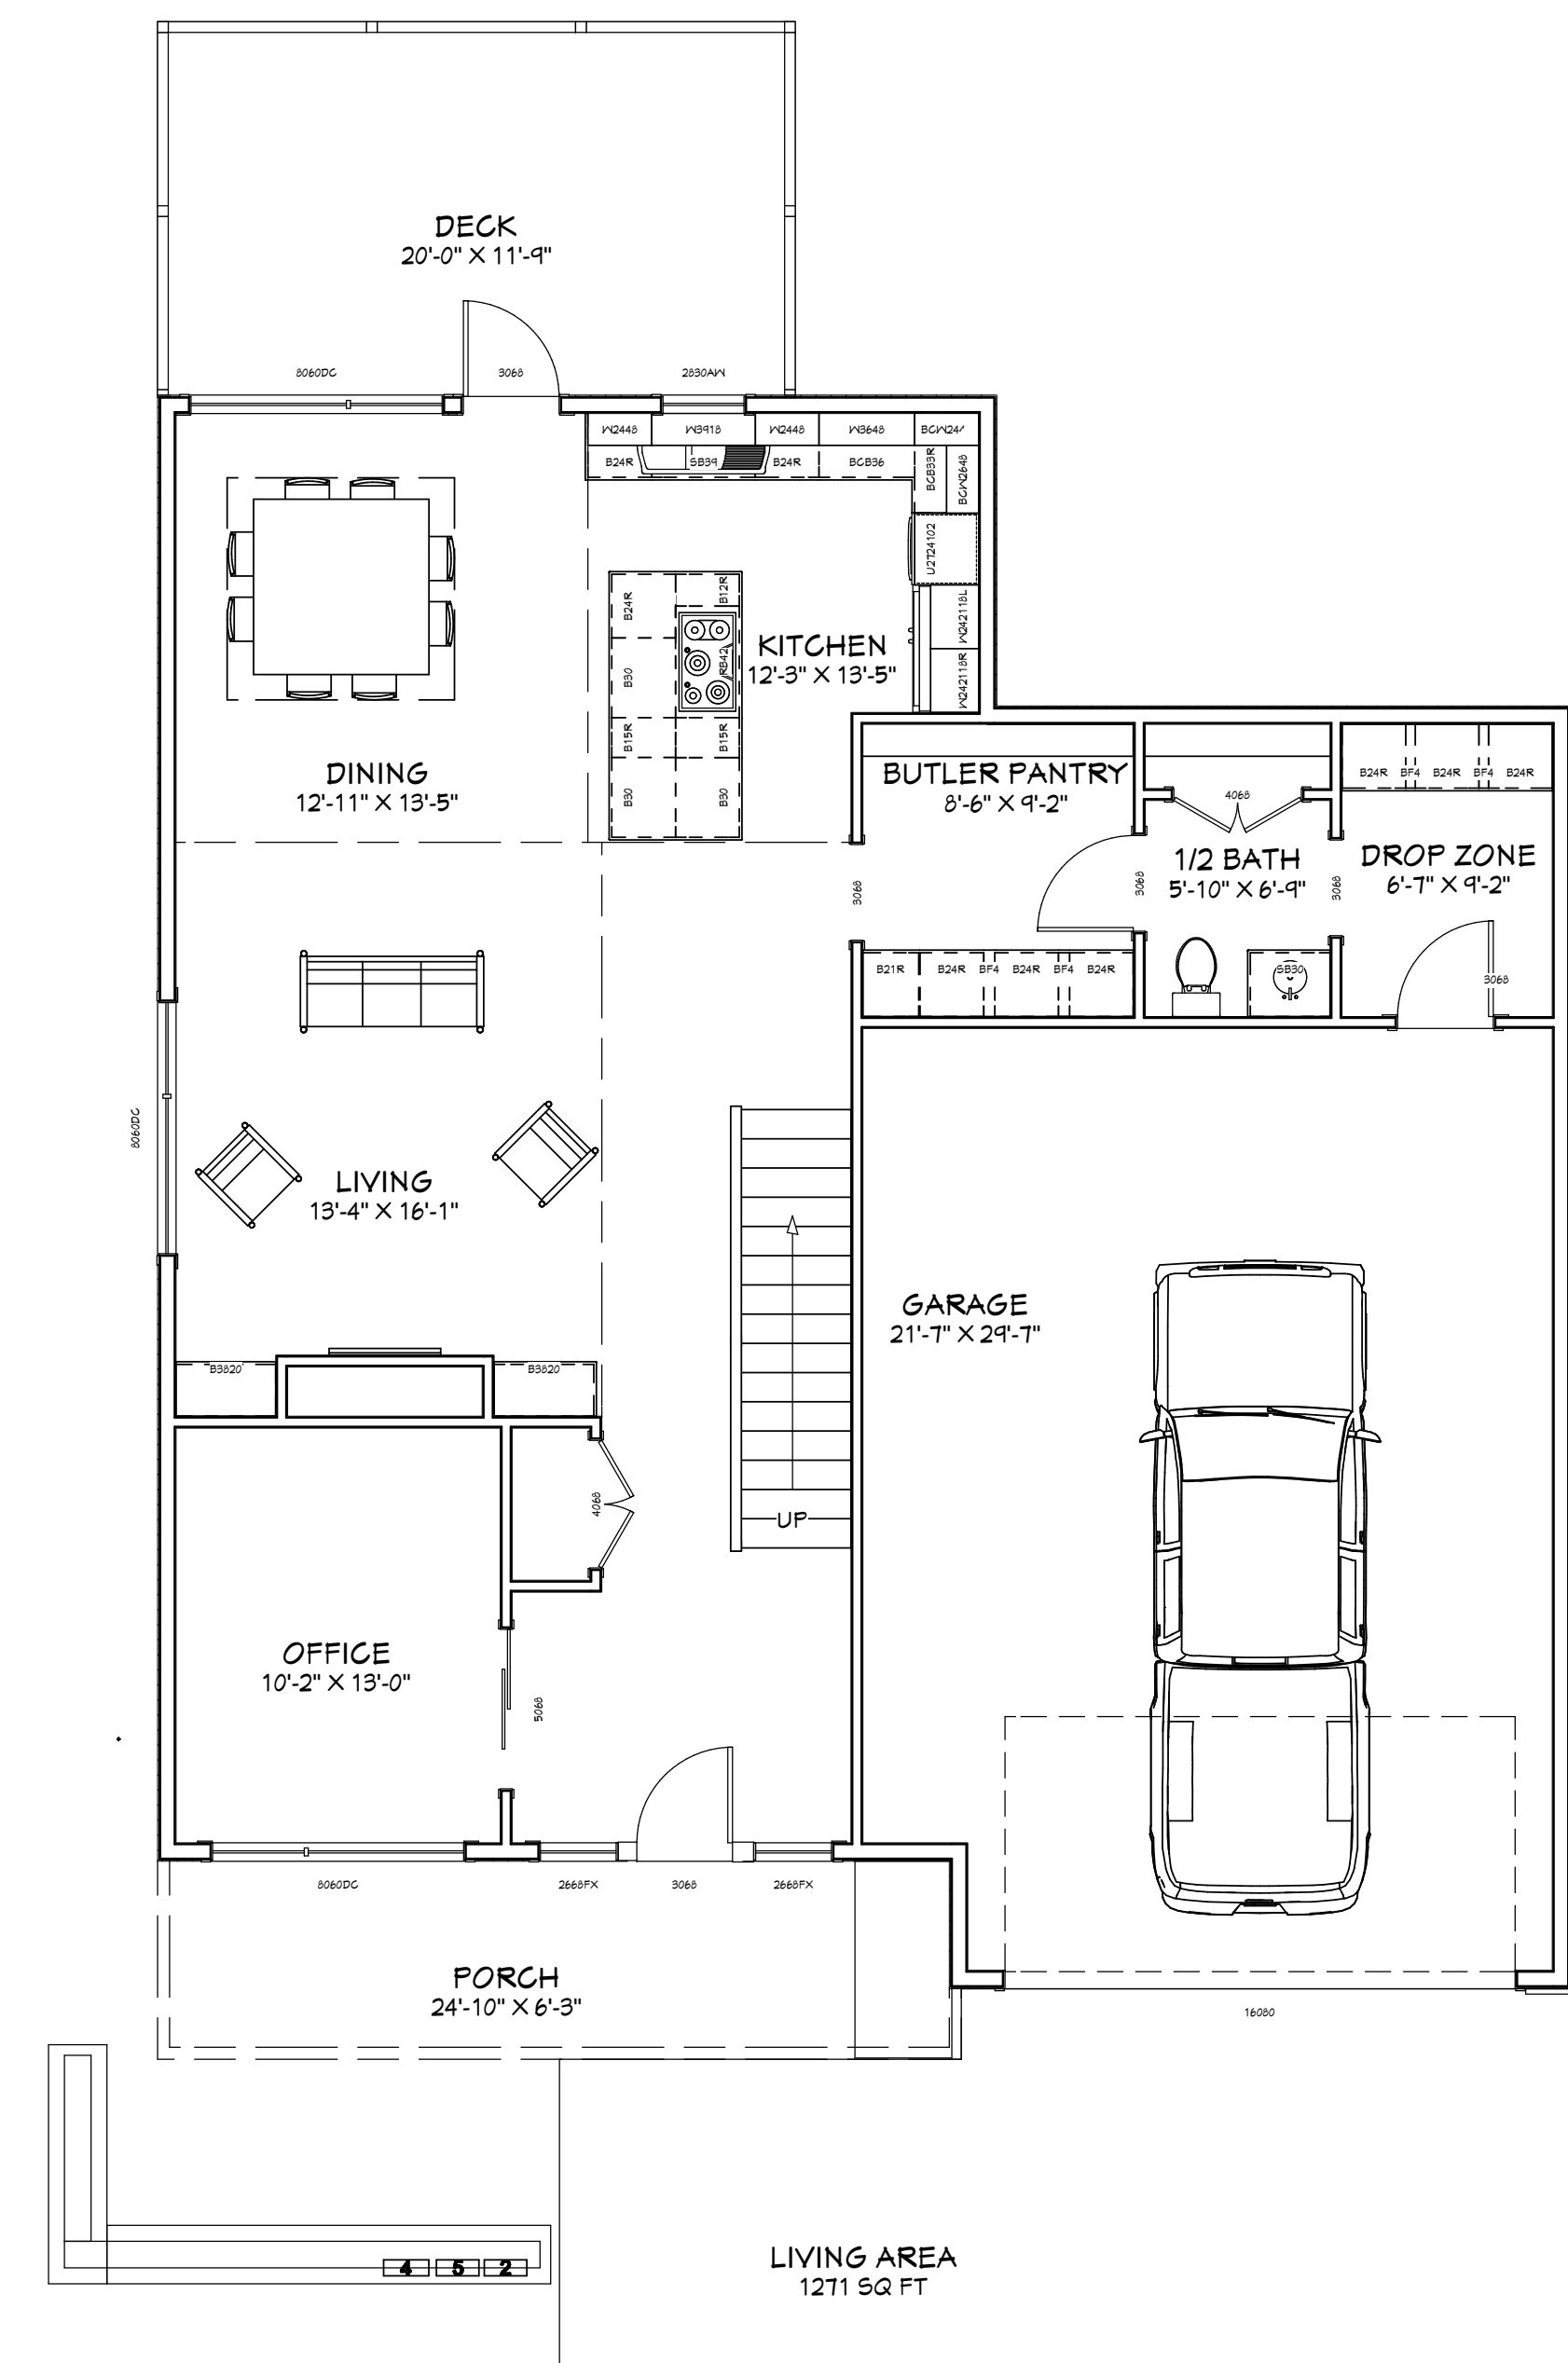 DECK
20'-0" X 11'-9"
8060DC
3068
2830AW
W2448
W3918
W2448
W3648
BCW24
B24R
SB39
B24R
BCB36
BCB33R
BCW2648
U2724102
W242118L
W242118R
B24R
B12R
B30
RB42
B15R
B15R
B30
B30
KITCHEN
12'-3" X 13'-5"
DINING
12'-11" X 13'-5"
BUTLER PANTRY
8'-6" X 9'-2"
4068
B24R
BF4
B24R
BF4
B24R
1/2 BATH
5'-10" X 6'-9"
DROP ZONE
6'-7" X 9'-2"
3068
3068
3068
B21R
B24R
BF4
B24R
BF4
B24R
SB30
3068
8060DC
LIVING
13'-4" X 16'-1"
GARAGE
21'-7" X 29'-7"
B3820
B3820
4068
UP
OFFICE
10'-2" X 13'-0"
5068
8060DC
2668FX
3068
2668FX
PORCH
24'-10" X 6'-3"
16080
4 5 2
LIVING AREA
1271 SQ FT